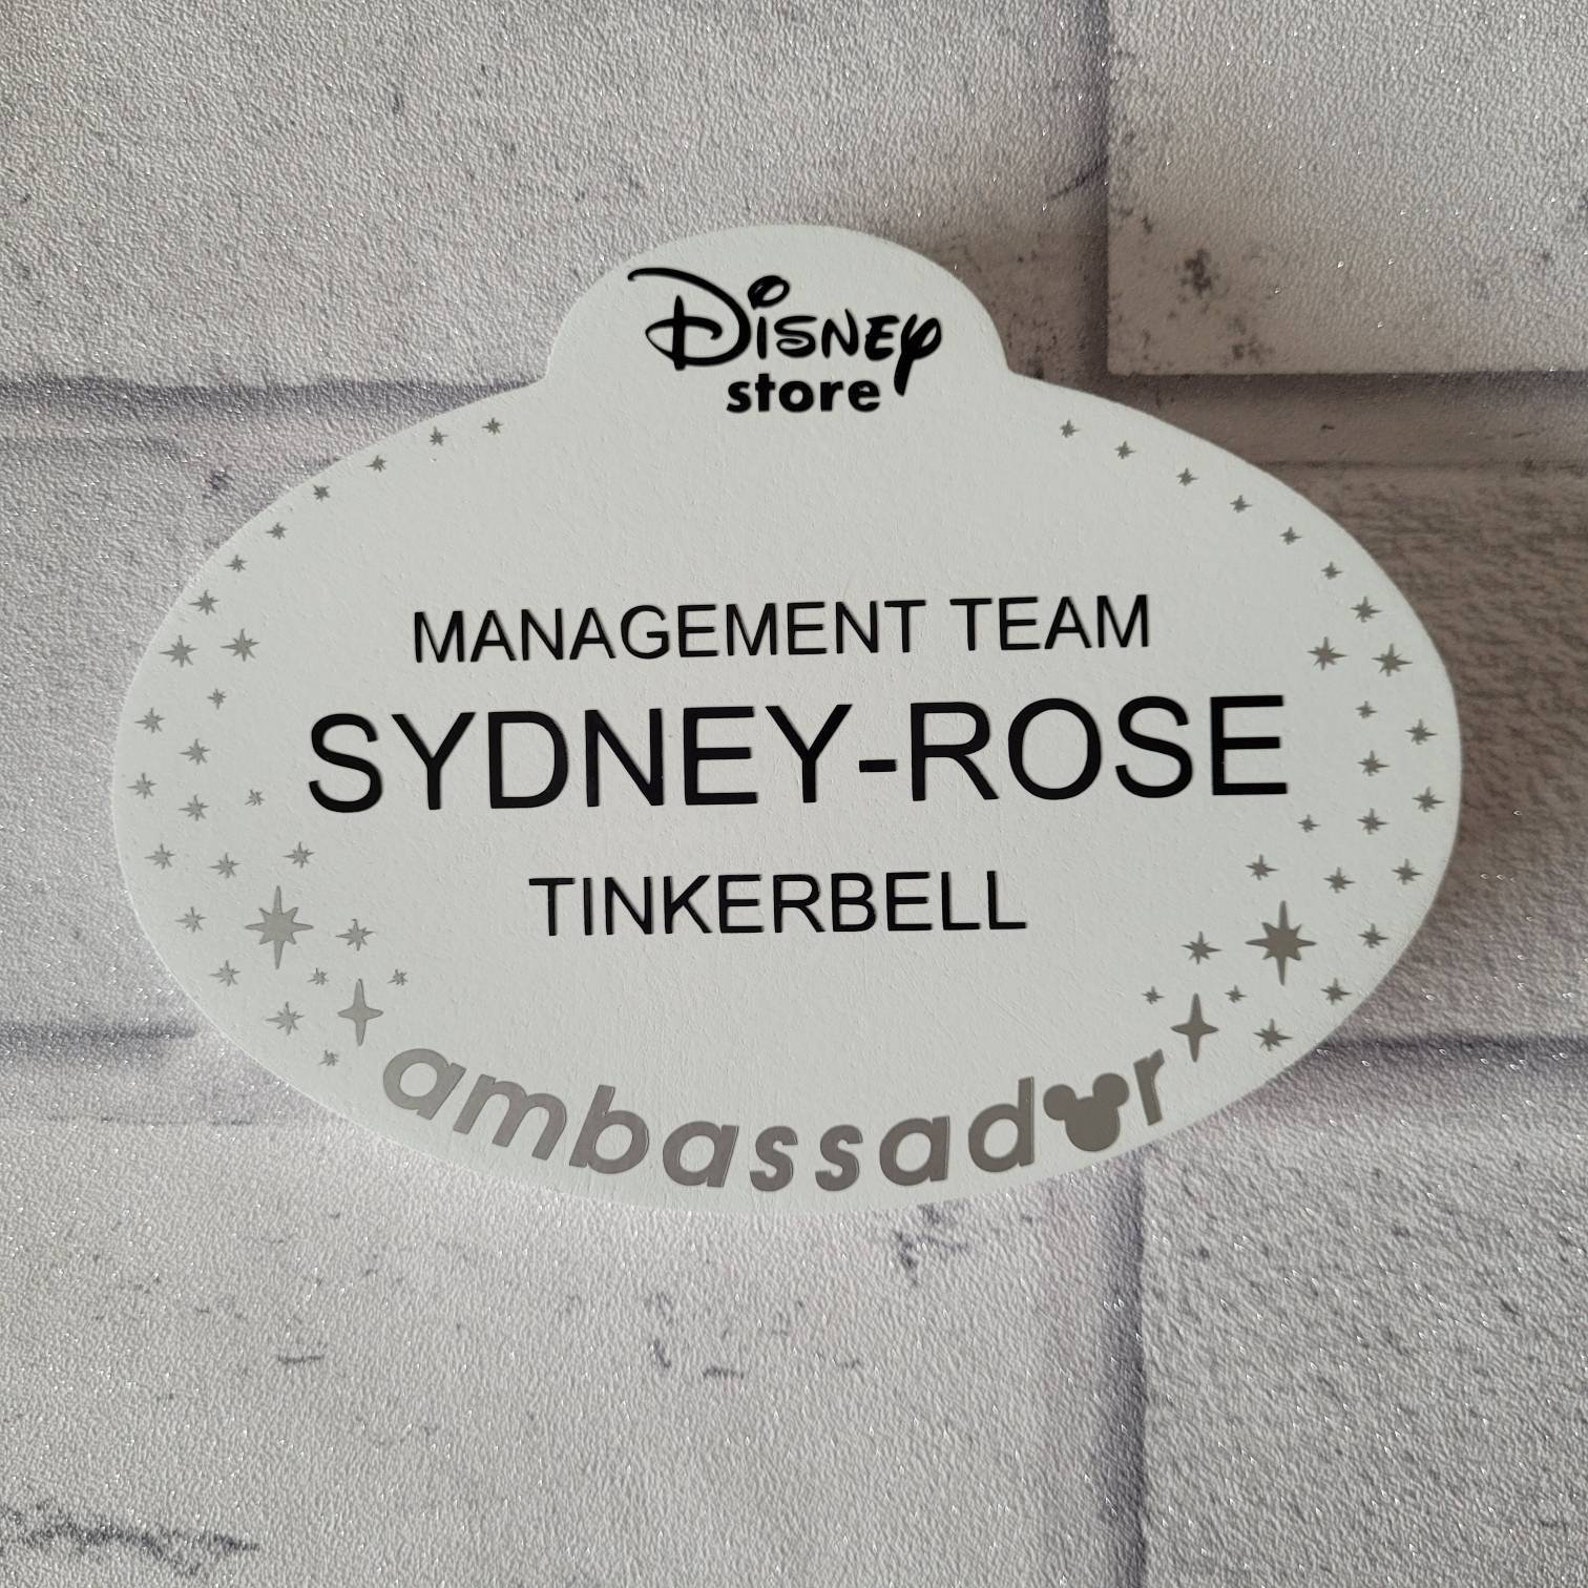 Disney
store
MANAGEMENT TEAM
SYDNEY-ROSE
TINKERBELL
ambassador